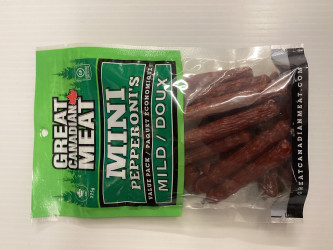 GREAT
CANADIAN
MEAT
MINI
PEPPERONI'S
VALUE PACK / PAQUET ÉCONOMIQUE
MILD / DOUX
GREATCANADIANMEAT.COM